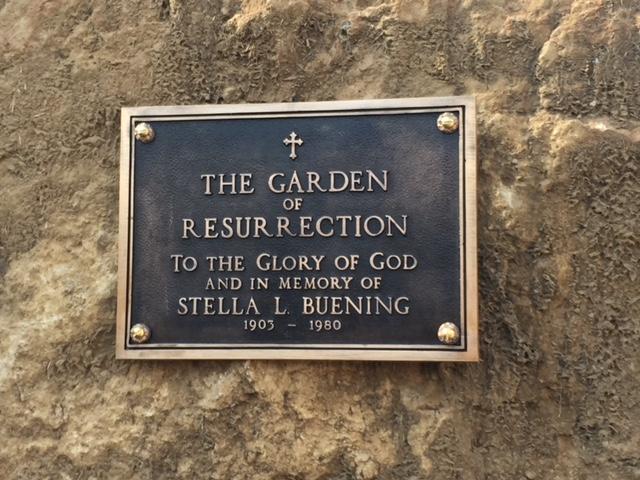 THE GARDEN
OF
RESURRECTION
TO THE GLORY OF GOD
AND IN MEMORY OF
STELLA L. BUENING
1903 – 1980